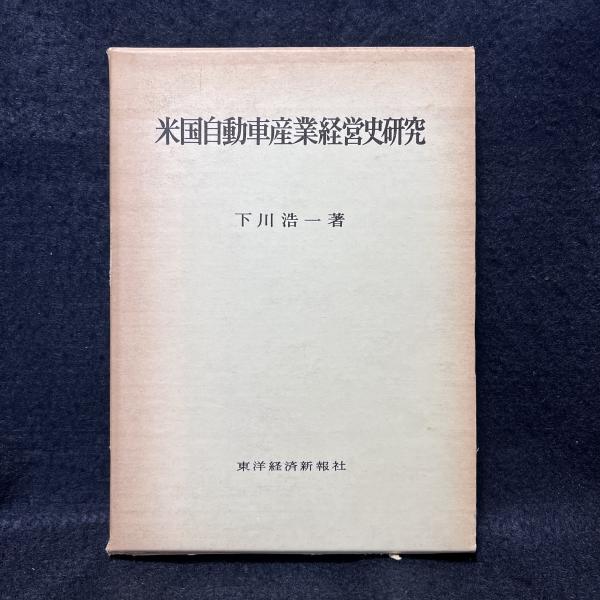 米国自動車産業経営史研究
下川浩一著
東洋経済新報社